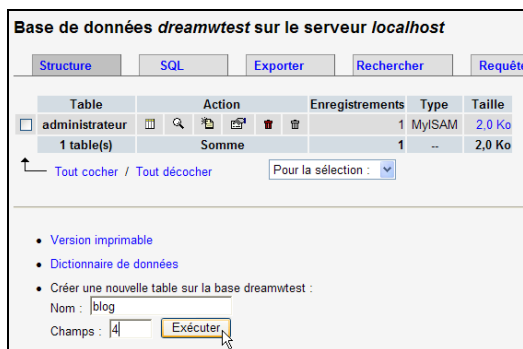 Base de données dreamwtest sur le serveur localhost
Structure SQL Exporter Rechercher Requête
Table Action Enregistrements Type Taille
administrateur 1 MyISAM 2,0 Ko
1 table(s) Somme 1 -- 2,0 Ko
Tout cocher / Tout décocher Pour la sélection :
Version imprimable
Dictionnaire de données
Créer une nouvelle table sur la base dreamwtest :
Nom : blog
Champs : 4 Exécuter